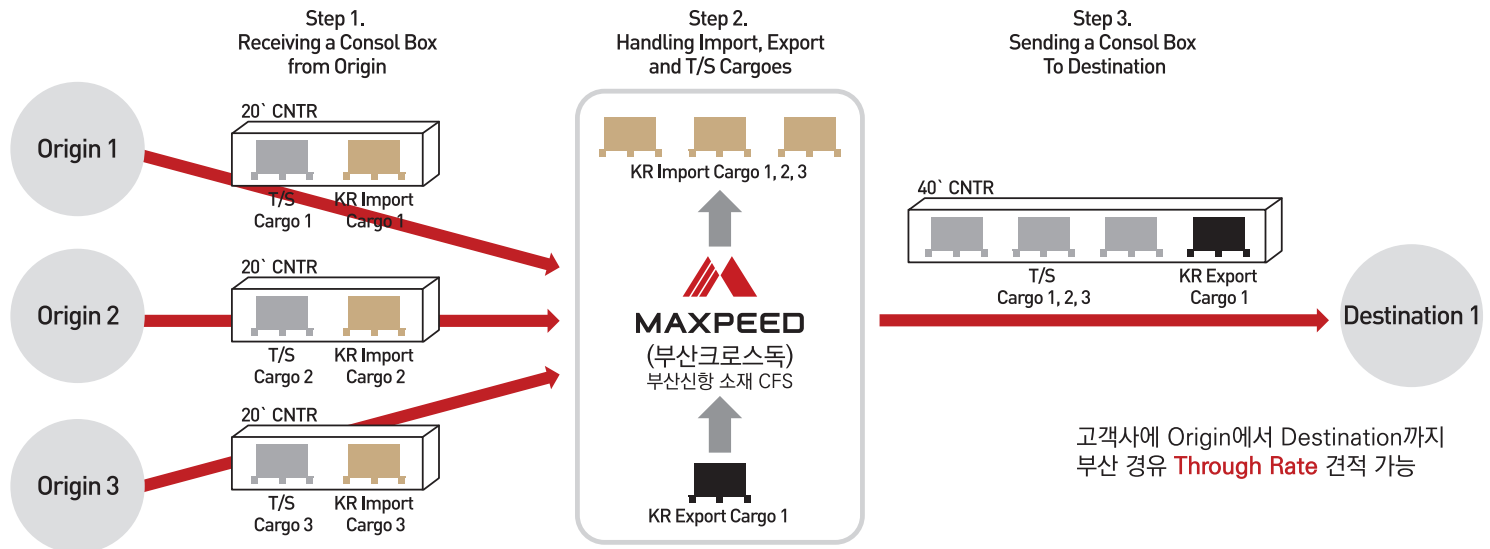 Step 1.
Receiving a Consol Box
from Origin
Step 2.
Handling Import, Export
and T/S Cargoes
Step 3.
Sending a Consol Box
To Destination
Origin 1
20` CNTR
T/S
Cargo 1
KR Import
Cargo 1
Origin 2
20` CNTR
T/S
Cargo 2
KR Import
Cargo 2
Origin 3
20` CNTR
T/S
Cargo 3
KR Import
Cargo 3
KR Import Cargo 1, 2, 3
MAXPEED
(부산크로스독)
부산신항 소재 CFS
KR Export Cargo 1
40` CNTR
T/S
Cargo 1, 2, 3
KR Export
Cargo 1
Destination 1
고객사에 Origin에서 Destination까지
부산 경유 Through Rate 견적 가능